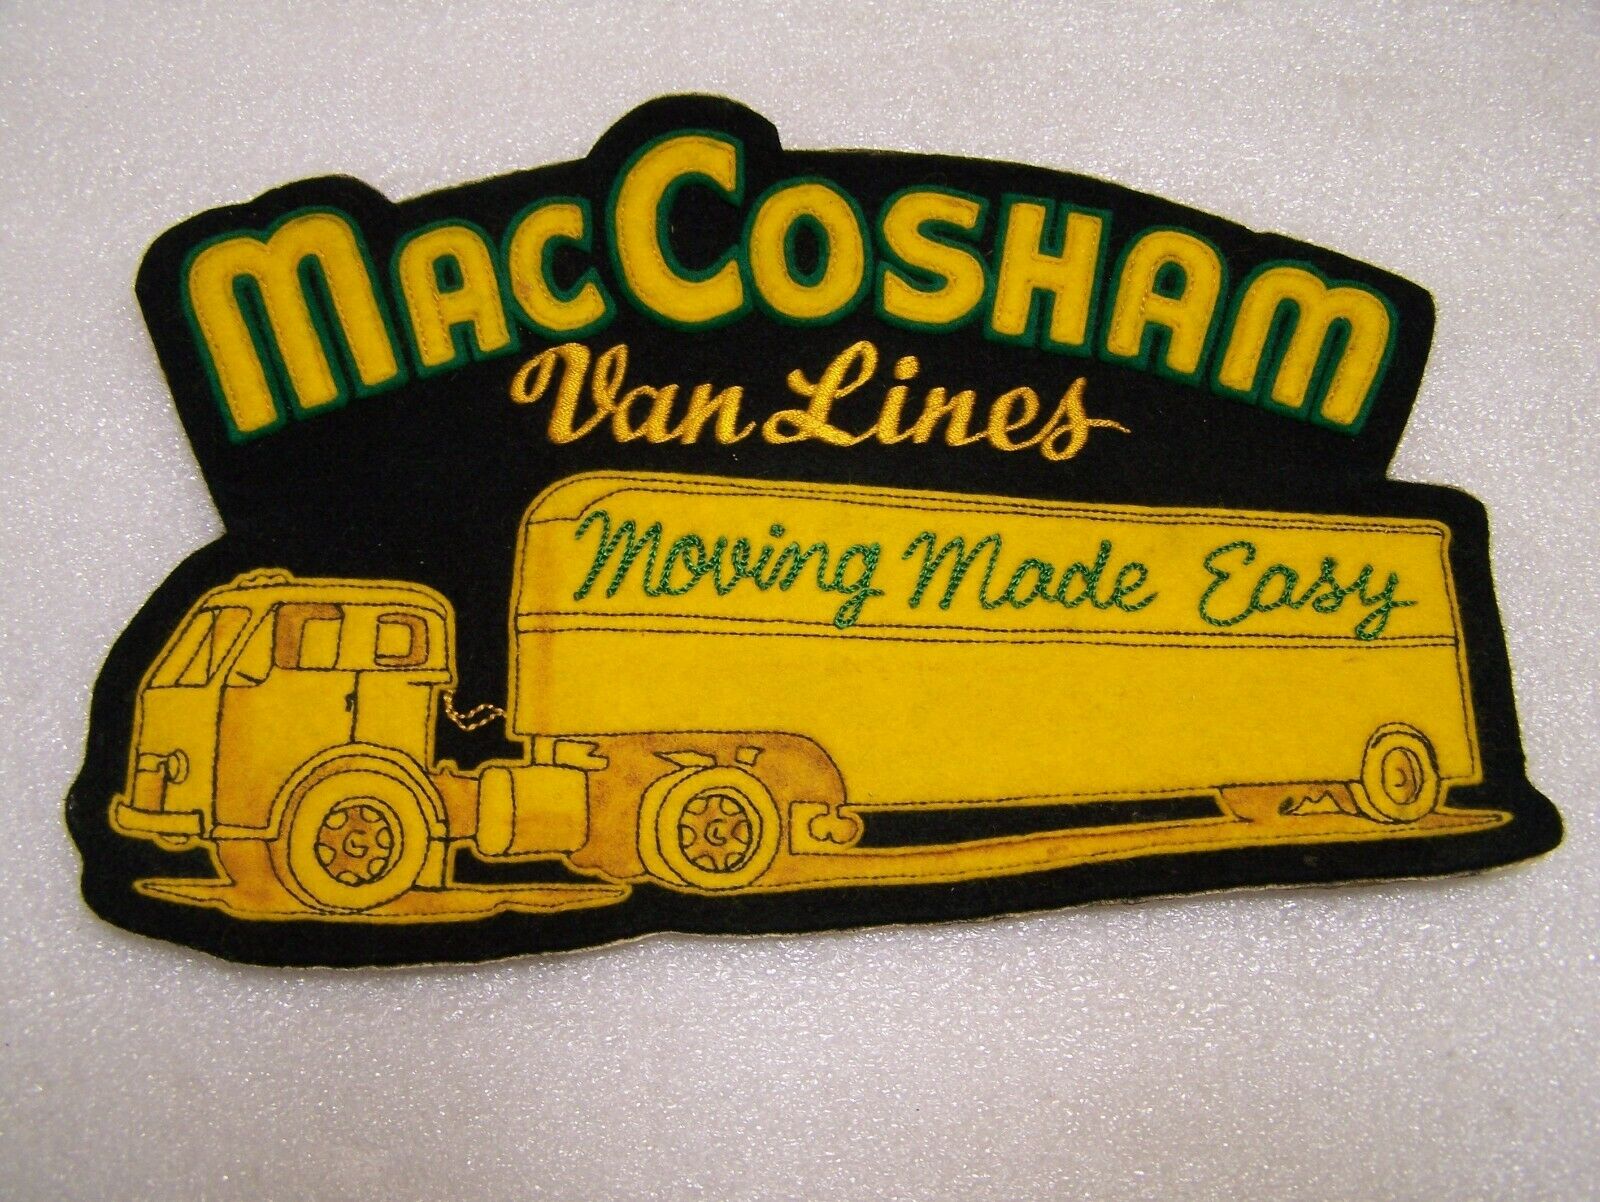 MacCosham
Van Lines
Moving Made Easy
G G G